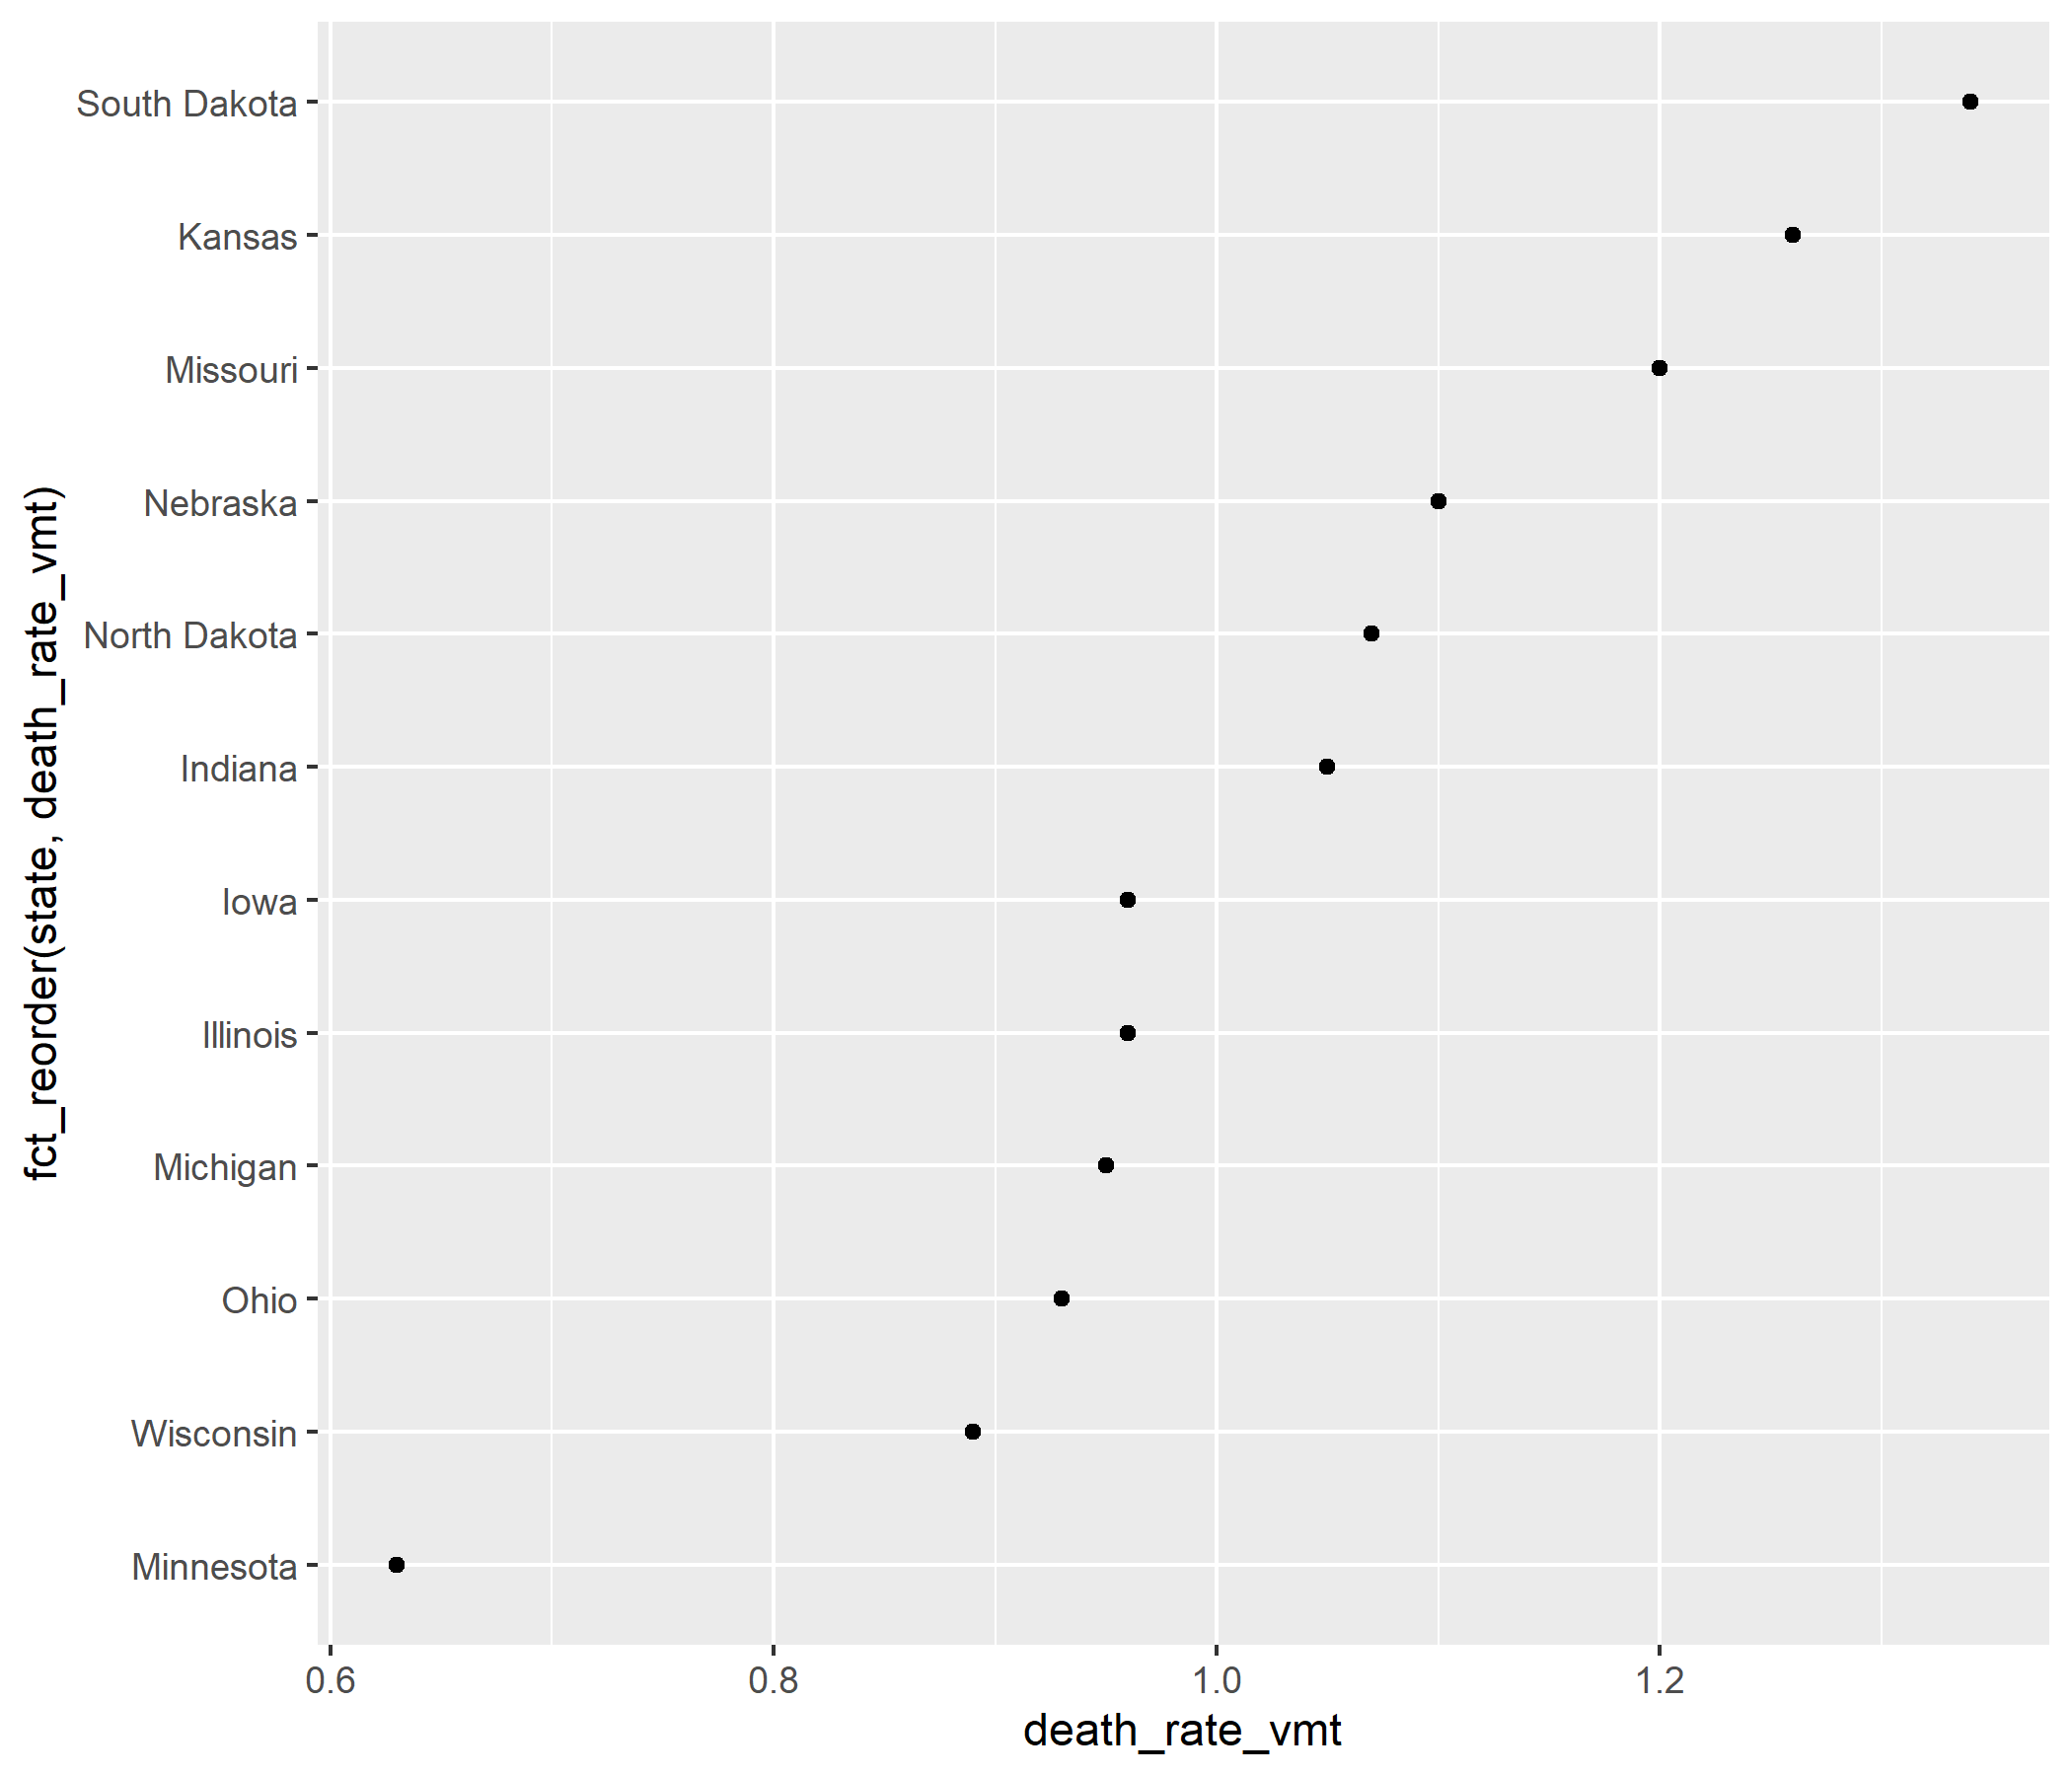 fct_reorder(state, death_rate_vmt)
South Dakota
Kansas
Missouri
Nebraska
North Dakota
Indiana
Iowa
Illinois
Michigan
Ohio
Wisconsin
Minnesota
0.6 0.8 1.0 1.2
death_rate_vmt